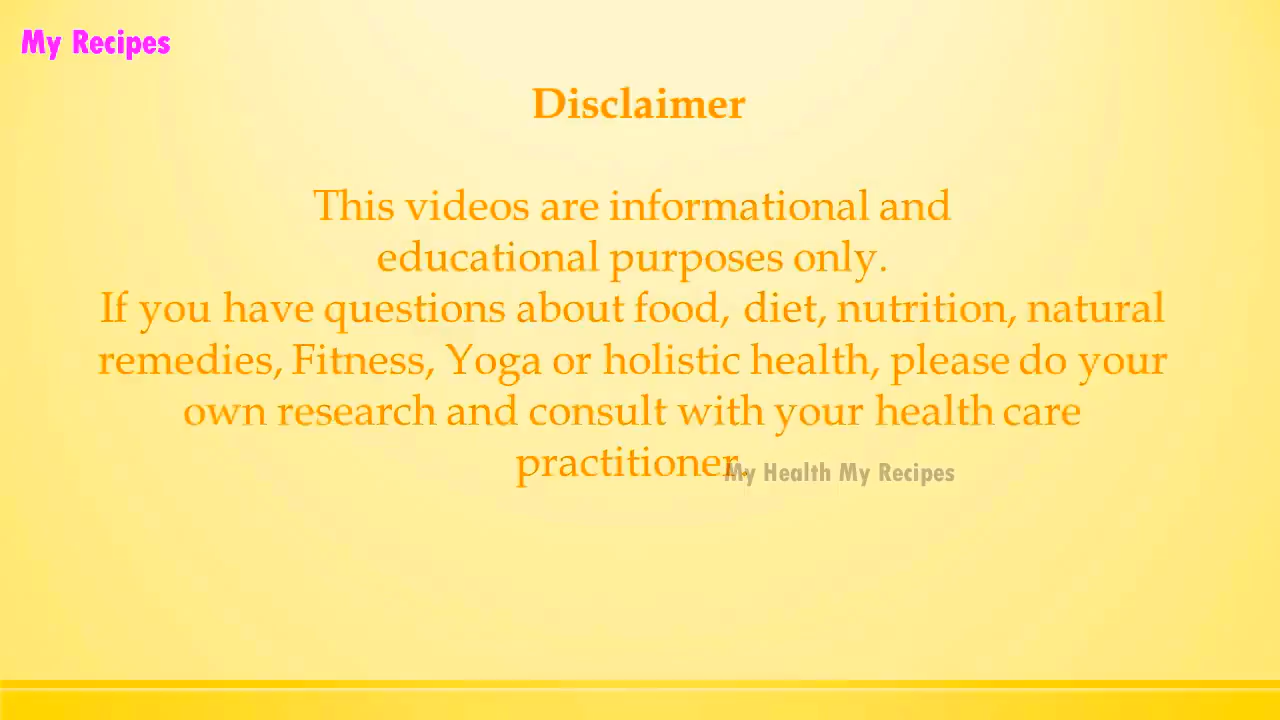 My Recipes
Disclaimer
This videos are informational and
educational purposes only.
If you have questions about food, diet, nutrition, natural
remedies, Fitness, Yoga or holistic health, please do your
own research and consult with your health care
practitioner.
My Health My Recipes